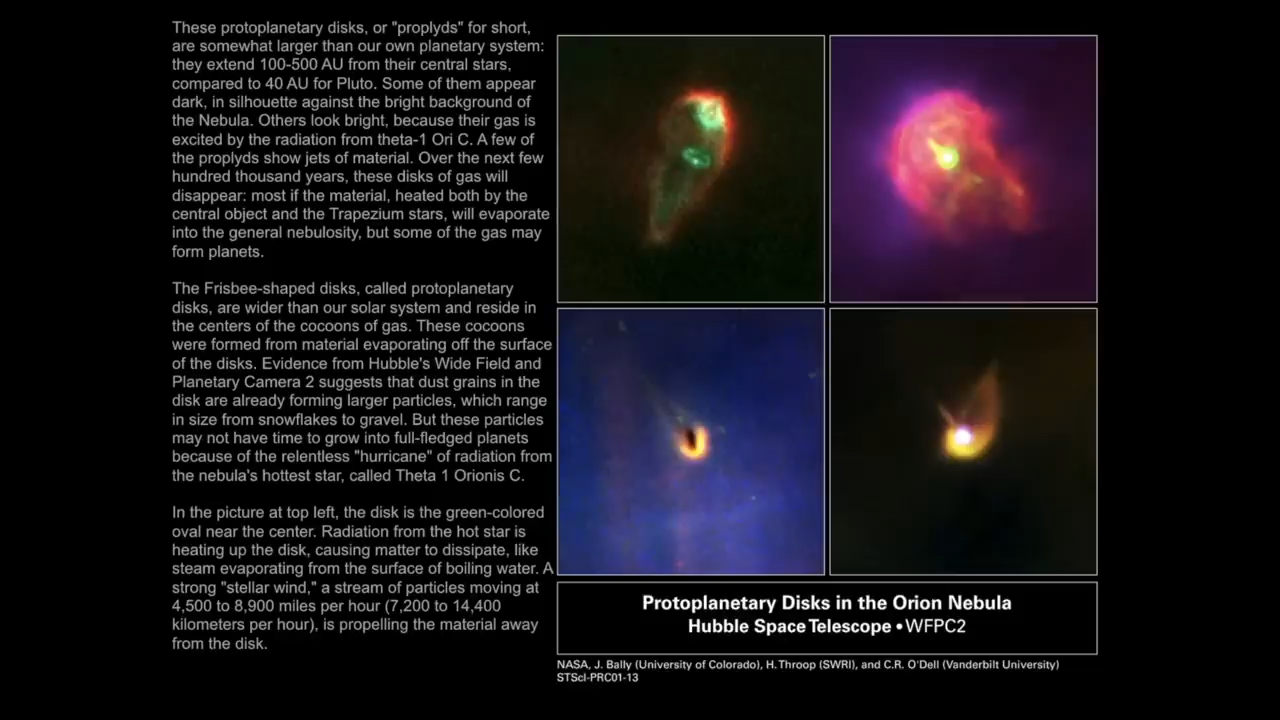 These protoplanetary disks, or "proplyds" for short,
are somewhat larger than our own planetary system:
they extend 100-500 AU from their central stars,
compared to 40 AU for Pluto. Some of them appear
dark, in silhouette against the bright background of
the Nebula. Others look bright, because their gas is
excited by the radiation from theta-1 Ori C. A few of
the proplyds show jets of material. Over the next few
hundred thousand years, these disks of gas will
disappear: most if the material, heated both by the
central object and the Trapezium stars, will evaporate
into the general nebulosity, but some of the gas may
form planets.
The Frisbee-shaped disks, called protoplanetary
disks, are wider than our solar system and reside in
the centers of the cocoons of gas. These cocoons
were formed from material evaporating off the surface
of the disks. Evidence from Hubble's Wide Field and
Planetary Camera 2 suggests that dust grains in the
disk are already forming larger particles, which range
in size from snowflakes to gravel. But these particles
may not have time to grow into full-fledged planets
because of the relentless "hurricane" of radiation from
the nebula's hottest star, called Theta 1 Orionis C.
In the picture at top left, the disk is the green-colored
oval near the center. Radiation from the hot star is
heating up the disk, causing matter to dissipate, like
steam evaporating from the surface of boiling water. A
strong "stellar wind," a stream of particles moving at
4,500 to 8,900 miles per hour (7,200 to 14,400
kilometers per hour), is propelling the material away
from the disk.
Protoplanetary Disks in the Orion Nebula
Hubble Space Telescope • WFPC2
NASA, J. Bally (University of Colorado), H. Throop (SWRI), and C.R. O'Dell (Vanderbilt University)
STScI-PRC01-13